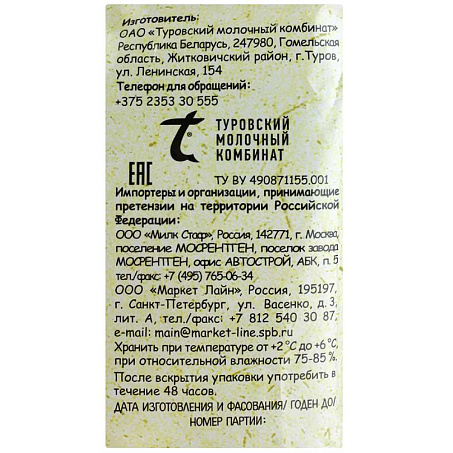 Изготовитель:
ОАО «Туровский молочный комбинат»
Республика Беларусь, 247980, Гомельская
область, Житковичский район, г.Туров,
ул. Ленинская, 154
Телефон для обращений:
+375 2353 30 555
ТУРОВСКИЙ
МОЛОЧНЫЙ
КОМБИНАТ
®
ЕАС
ТУ BY 490871155.001
Импортеры и организации, принимающие
претензии на территории Российской
Федерации:
ООО «Милк Стаф», Россия, 142771, г. Москва,
поселение МОСРЕНТГЕН, поселок завода
МОСРЕНТГЕН, офис АВТОСТРОЙ, АБК, п. 5
тел/факс: +7 (495) 765-06-34
ООО «Маркет Лайн», Россия, 195197,
г. Санкт-Петербург, ул. Васенко, д. 3,
лит. А, тел./факс: +7 812 540 30 87,
e-mail: main@market-line.spb.ru
Хранить при температуре от +2°С до +6°С,
при относительной влажности 75-85%.
После вскрытия упаковки употребить в
течение 48 часов.
ДАТА ИЗГОТОВЛЕНИЯ И ФАСОВАНИЯ/ ГОДЕН ДО/
НОМЕР ПАРТИИ: